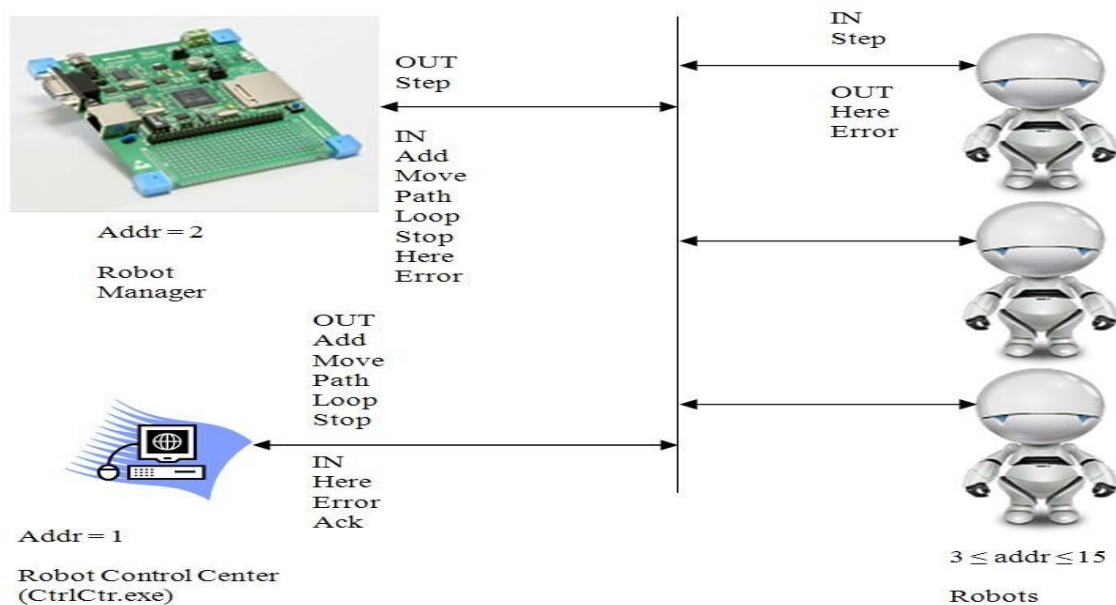 OUT
Step
IN
Add
Move
Path
Loop
Stop
Here
Error
Addr = 2
Robot
Manager
IN
Step
OUT
Here
Error
OUT
Add
Move
Path
Loop
Stop
IN
Here
Error
Ack
Addr = 1
Robot Control Center
(CtrlCtr.exe)
3 ≤ addr ≤ 15
Robots